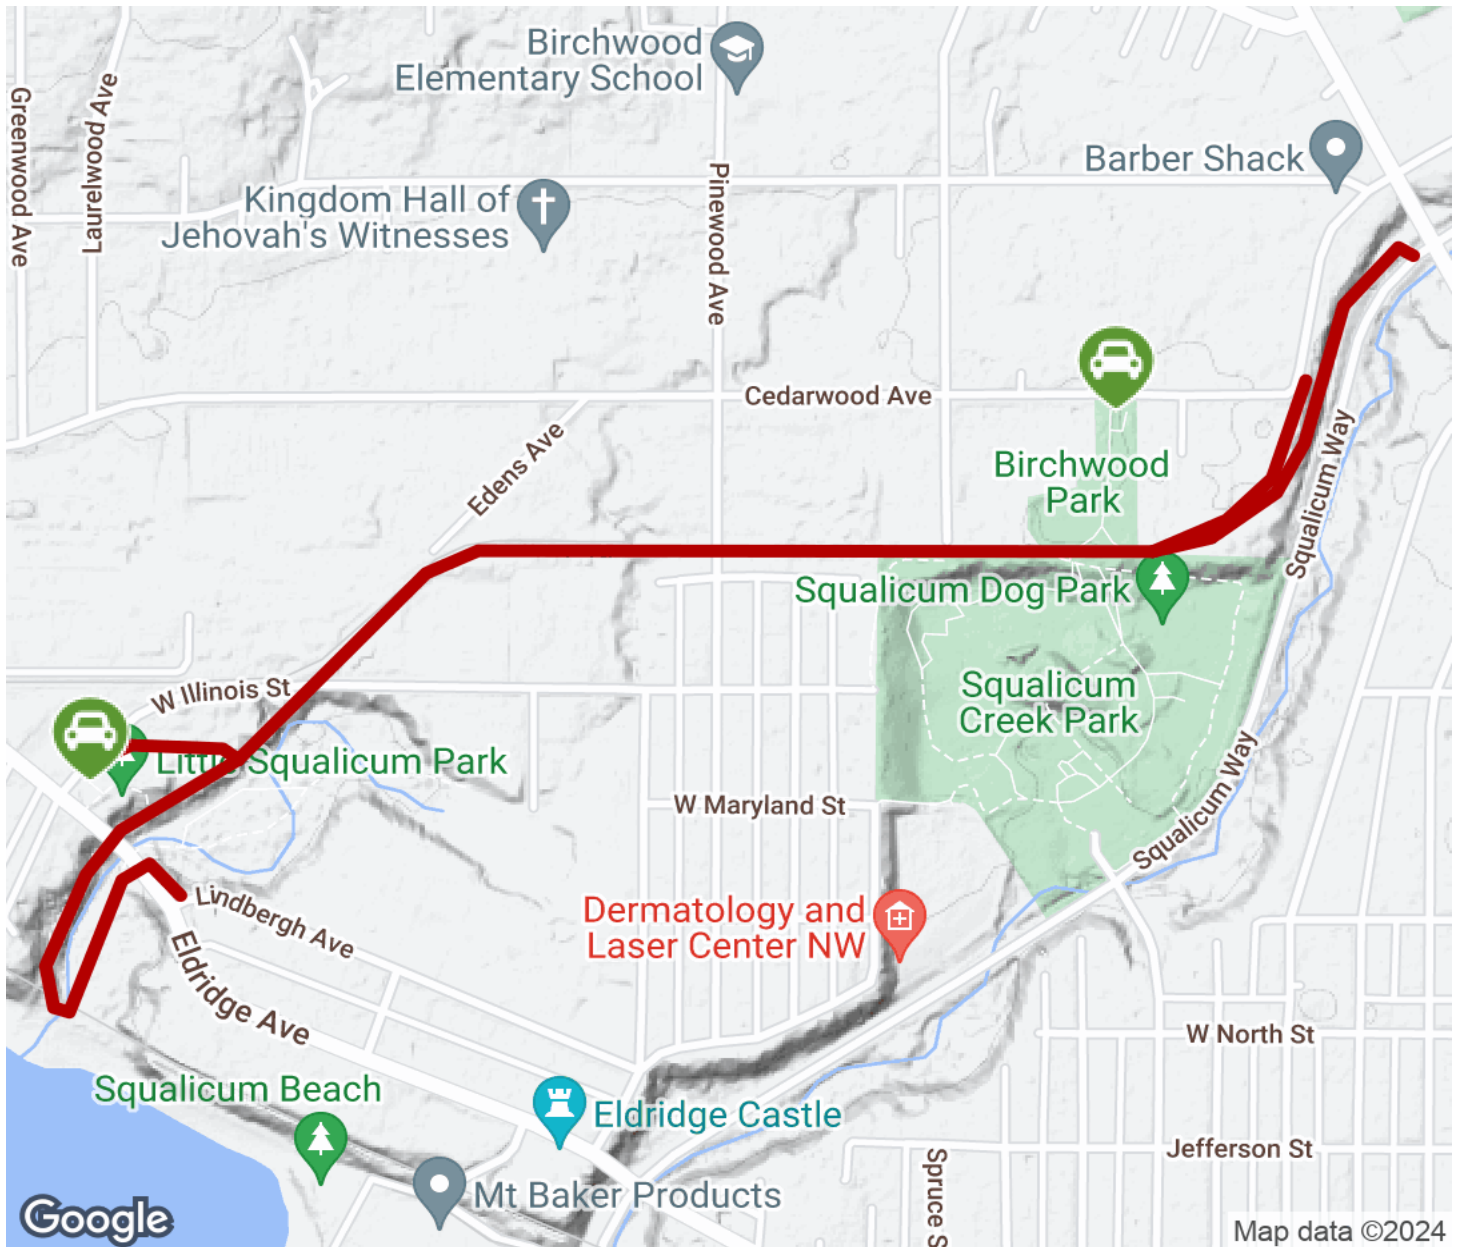 Birchwood
Elementary School
Greenwood Ave
Laurelwood Ave
Barber Shack
Pinewood Ave
Kingdom Hall of
Jehovah's Witnesses
Cedarwood Ave
Edens Ave
Birchwood
Park
Squalicum Way
Squalicum Dog Park
W Illinois St
Squalicum
Creek Park
Little Squalicum Park
W Maryland St
Squalicum Way
Lindbergh Ave
Dermatology and
Laser Center NW
Eldridge Ave
W North St
Squalicum Beach
Eldridge Castle
Jefferson St
Spruce S
Mt Baker Products
Google
Map data ©2024